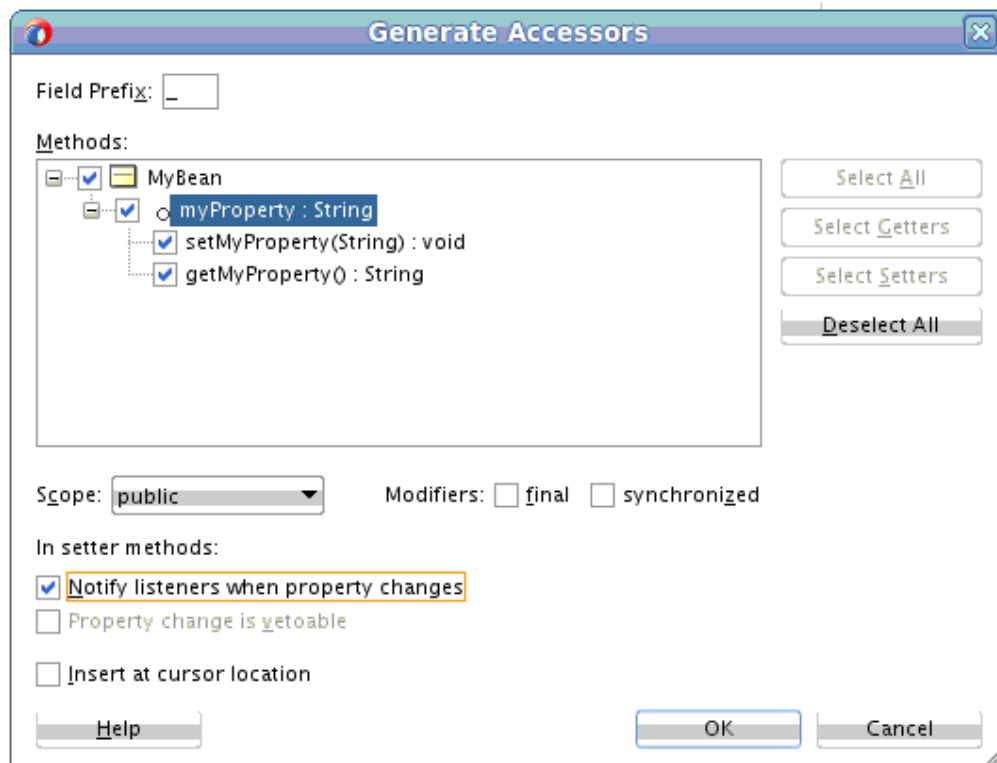 Generate Accessors
Field Prefix: _
Methods:
MyBean
Select All
myProperty : String
Select Getters
setMyProperty(String) : void
getMyProperty() : String
Select Setters
Deselect All
Scope: public Modifiers: final synchronized
In setter methods:
Notify listeners when property changes
Property change is vetoable
Insert at cursor location
Help OK Cancel